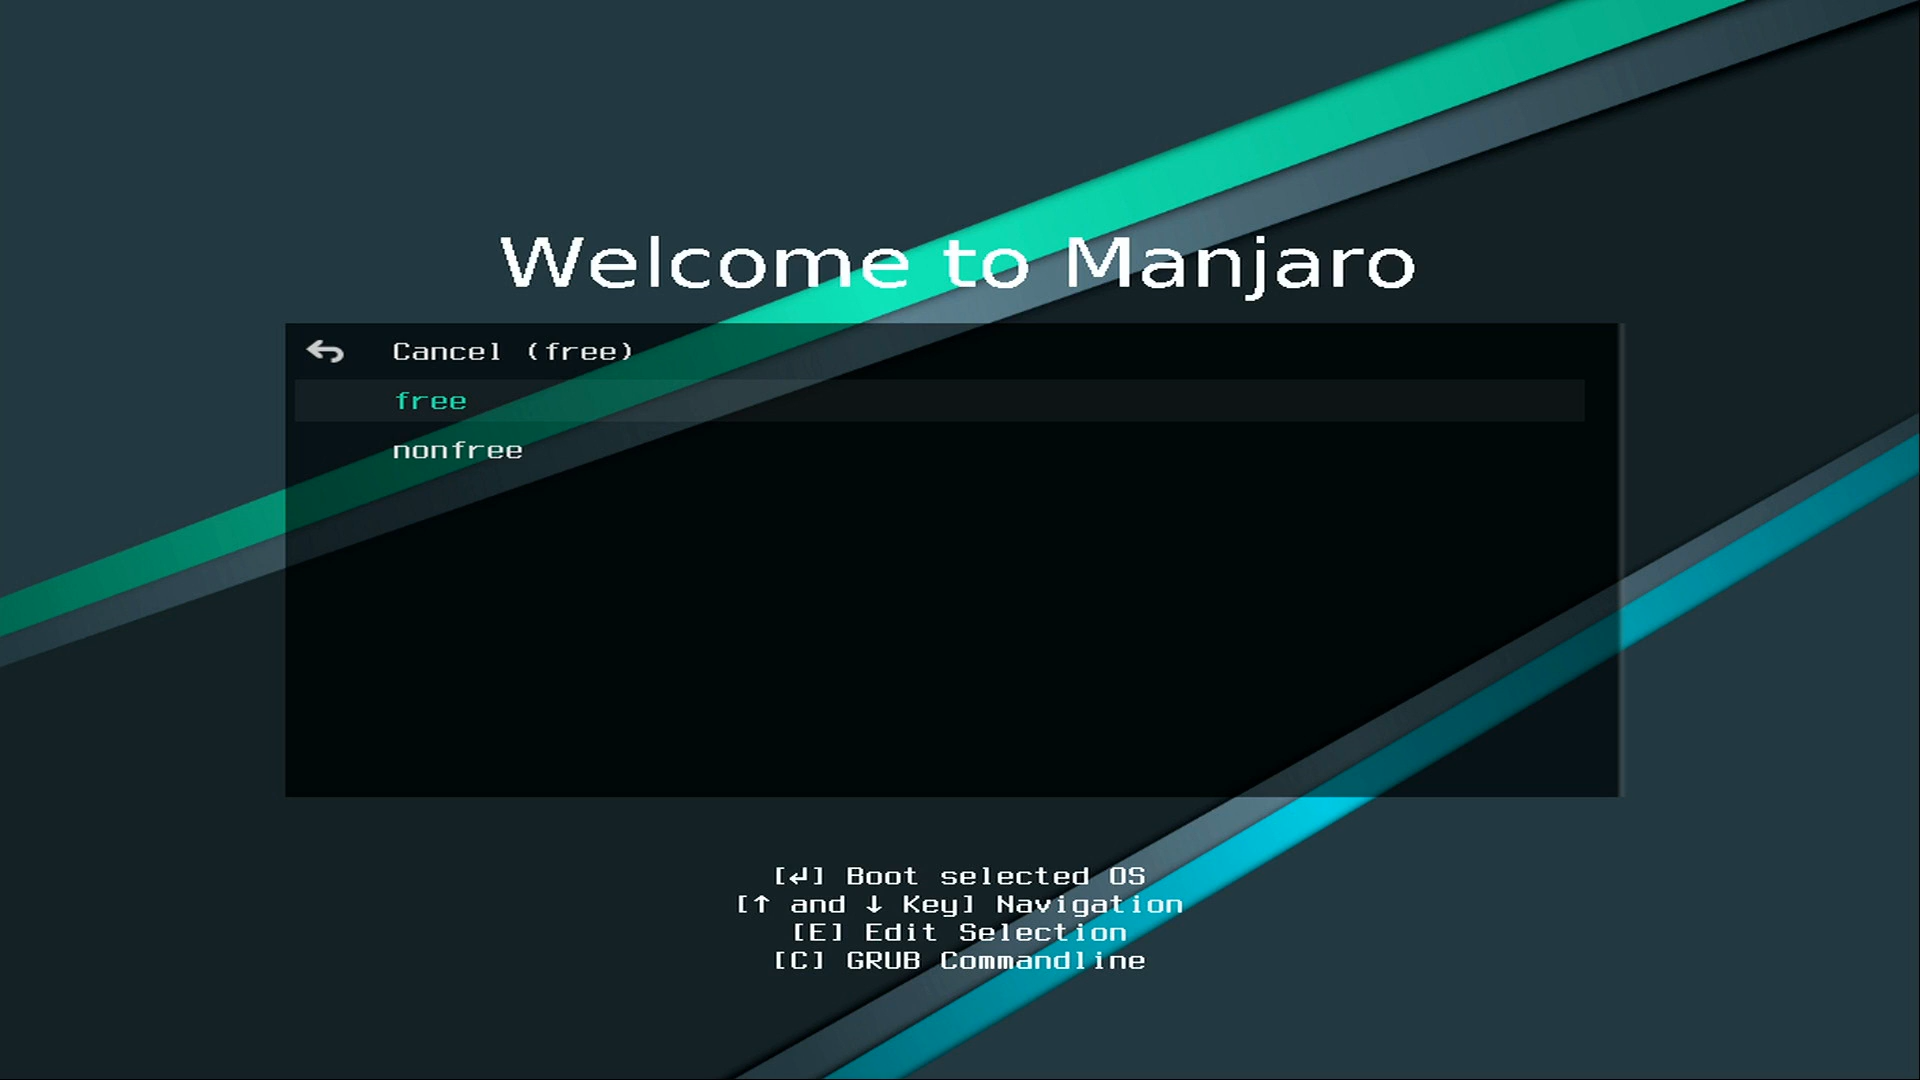 Welcome to Manjaro
Cancel (free)
free
nonfree
[↲] Boot selected OS
[↑ and ↓ Key] Navigation
[E] Edit Selection
[C] GRUB Commandline